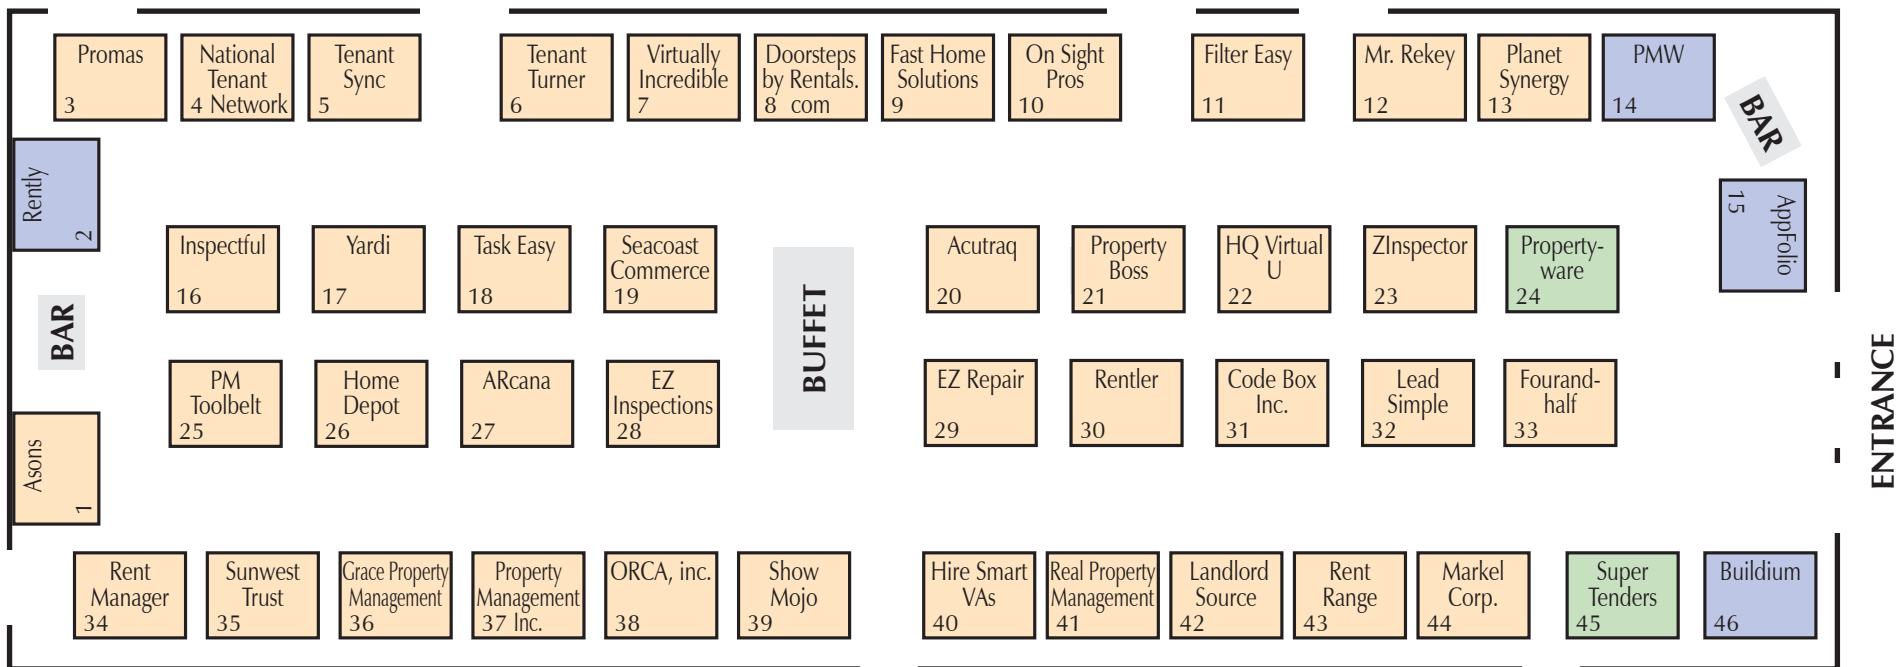 Promas
3
National
Tenant
4 Network
Tenant
Sync
5
Tenant
Turner
6
Virtually
Incredible
7
Doorsteps
by Rentals.
8 com
Fast Home
Solutions
9
On Sight
Pros
10
Filter Easy
11
Mr. Rekey
12
Planet
Synergy
13
PMW
14
BAR
Rently
2
AppFolio
15
Inspectful
16
Yardi
17
Task Easy
18
Seacoast
Commerce
19
BUFFET
Acutraq
20
Property
Boss
21
HQ Virtual
U
22
ZInspector
23
Property-
ware
24
BAR
ENTRANCE
PM
Toolbelt
25
Home
Depot
26
ARcana
27
EZ
Inspections
28
EZ Repair
29
Rentler
30
Code Box
Inc.
31
Lead
Simple
32
Fourand-
half
33
Asons
1
Rent
Manager
34
Sunwest
Trust
35
Grace Property
Management
36
Property
Management
37 Inc.
ORCA, inc.
38
Show
Mojo
39
Hire Smart
VAs
40
Real Property
Management
41
Landlord
Source
42
Rent
Range
43
Markel
Corp.
44
Super
Tenders
45
Buildium
46